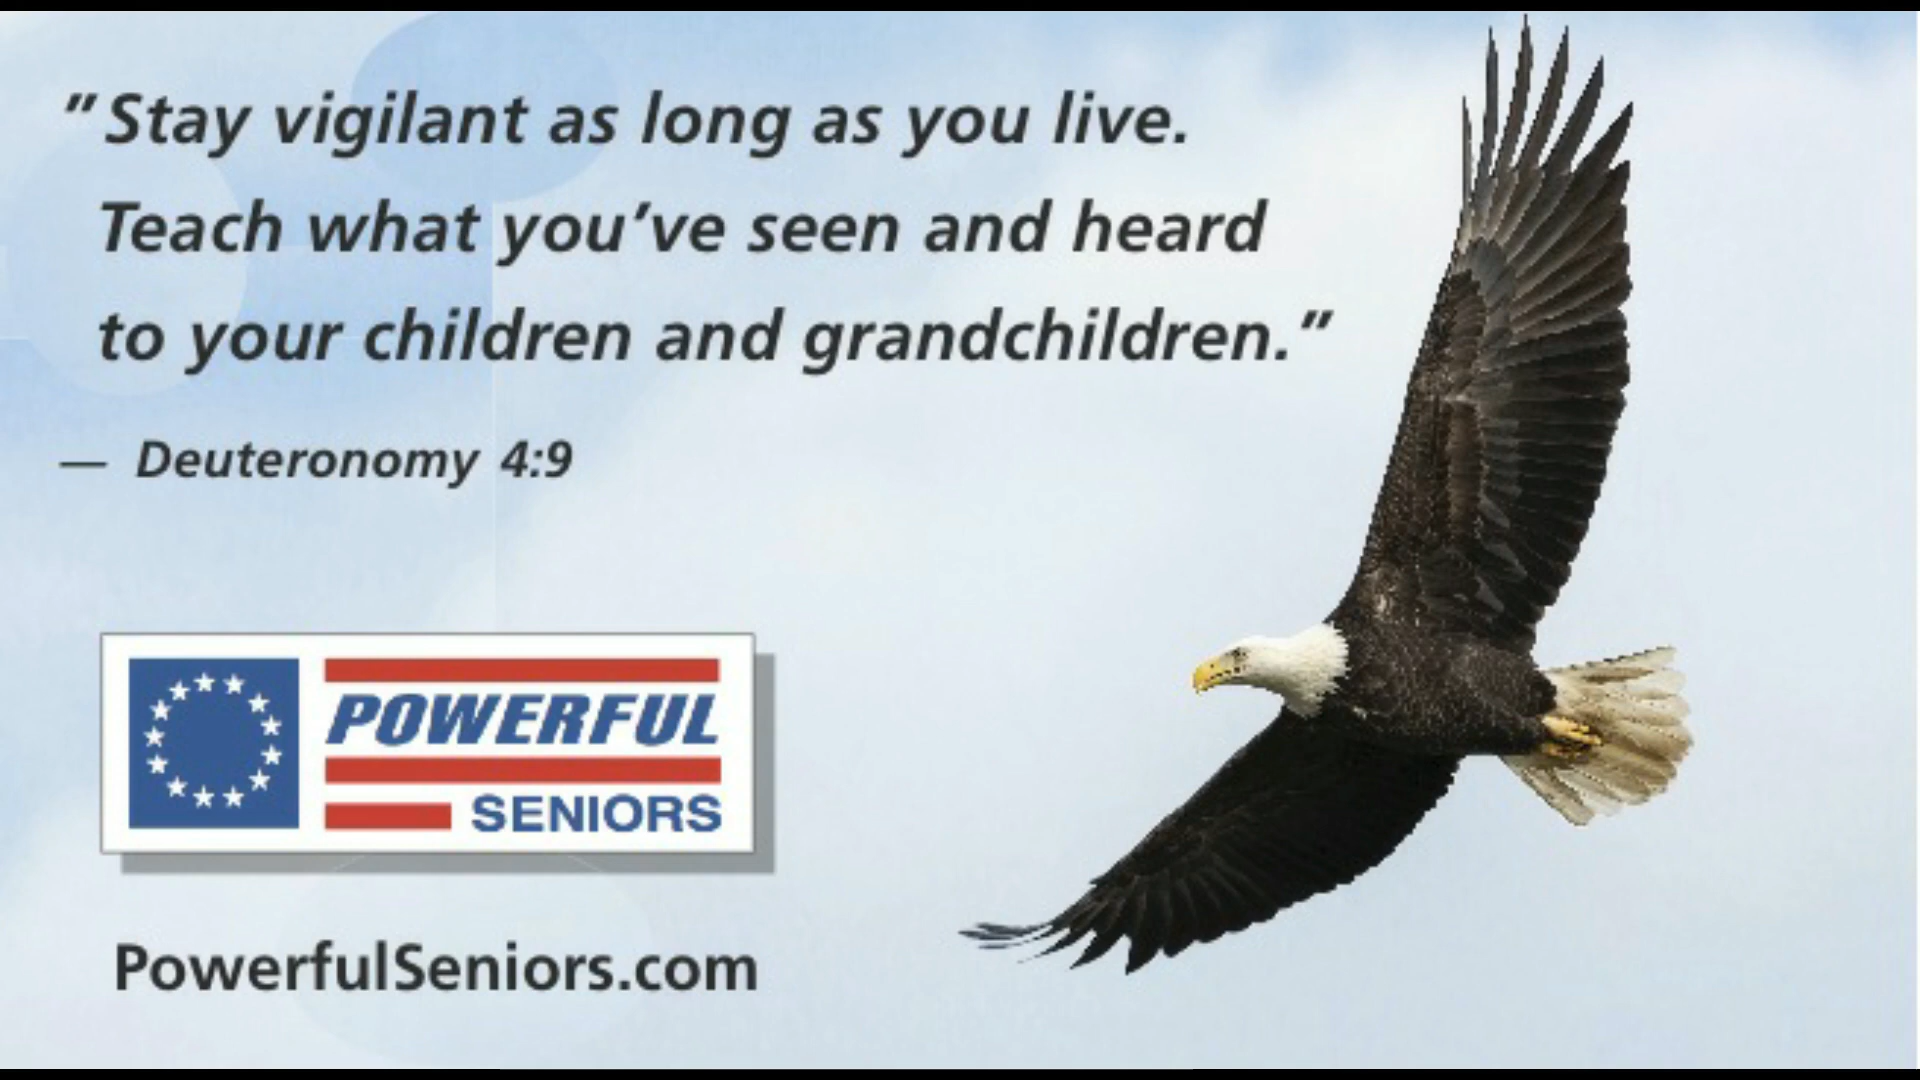 "Stay vigilant as long as you live.
Teach what you've seen and heard
to your children and grandchildren."
— Deuteronomy 4:9
POWERFUL
SENIORS
PowerfulSeniors.com